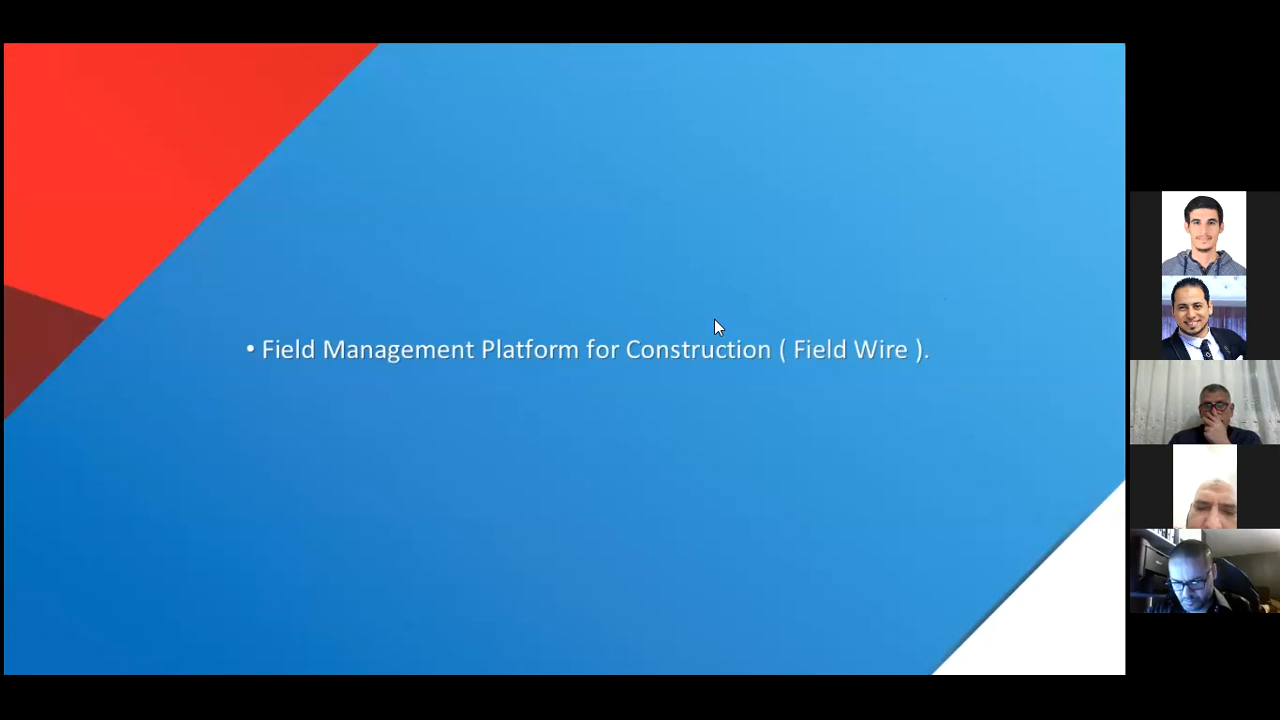 • Field Management Platform for Construction ( Field Wire ).